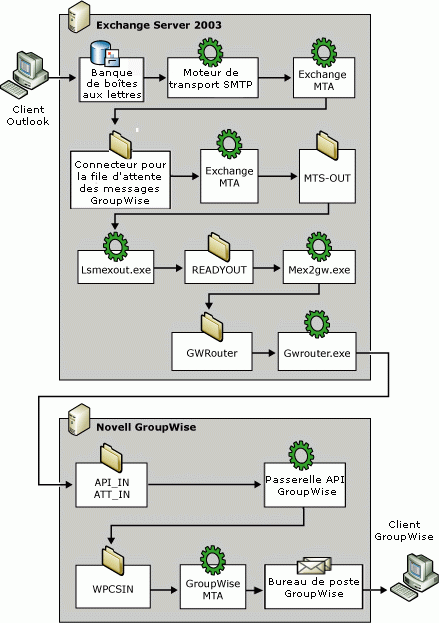 Exchange Server 2003
Client
Outlook
Banque
de boîtes
aux lettres
Moteur de
transport SMTP
Exchange
MTA
Connecteur pour
la file d'attente
des messages
GroupWise
Exchange
MTA
MTS-OUT
Lsmexout.exe
READYOUT
Mex2gw.exe
GWRouter
Gwrouter.exe
Novell GroupWise
API_IN
ATT_IN
Passerelle API
GroupWise
Client
GroupWise
WPCSIN
GroupWise
MTA
Bureau de poste
GroupWise